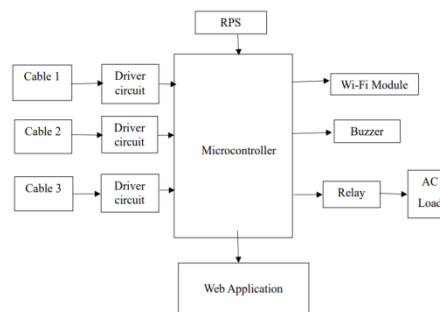 RPS
Cable 1
Driver
circuit
Wi-Fi Module
Cable 2
Driver
circuit
Microcontroller
Buzzer
Cable 3
Driver
circuit
Relay
AC
Load
Web Application